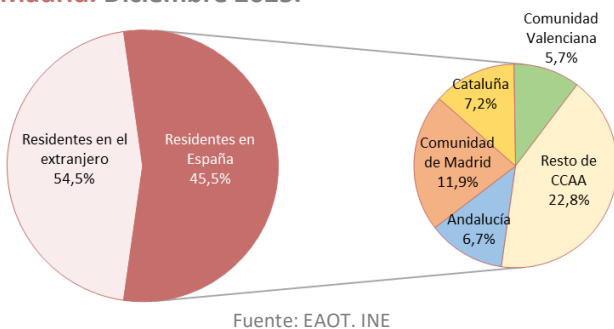 Madrid. Diciembre 2023.
Residentes en el
extranjero
54,5%
Residentes en
España
45,5%
Comunidad
Valenciana
5,7%
Cataluña
7,2%
Comunidad
de Madrid
11,9%
Andalucía
6,7%
Resto de
CCAA
22,8%
Fuente: EAOT. INE